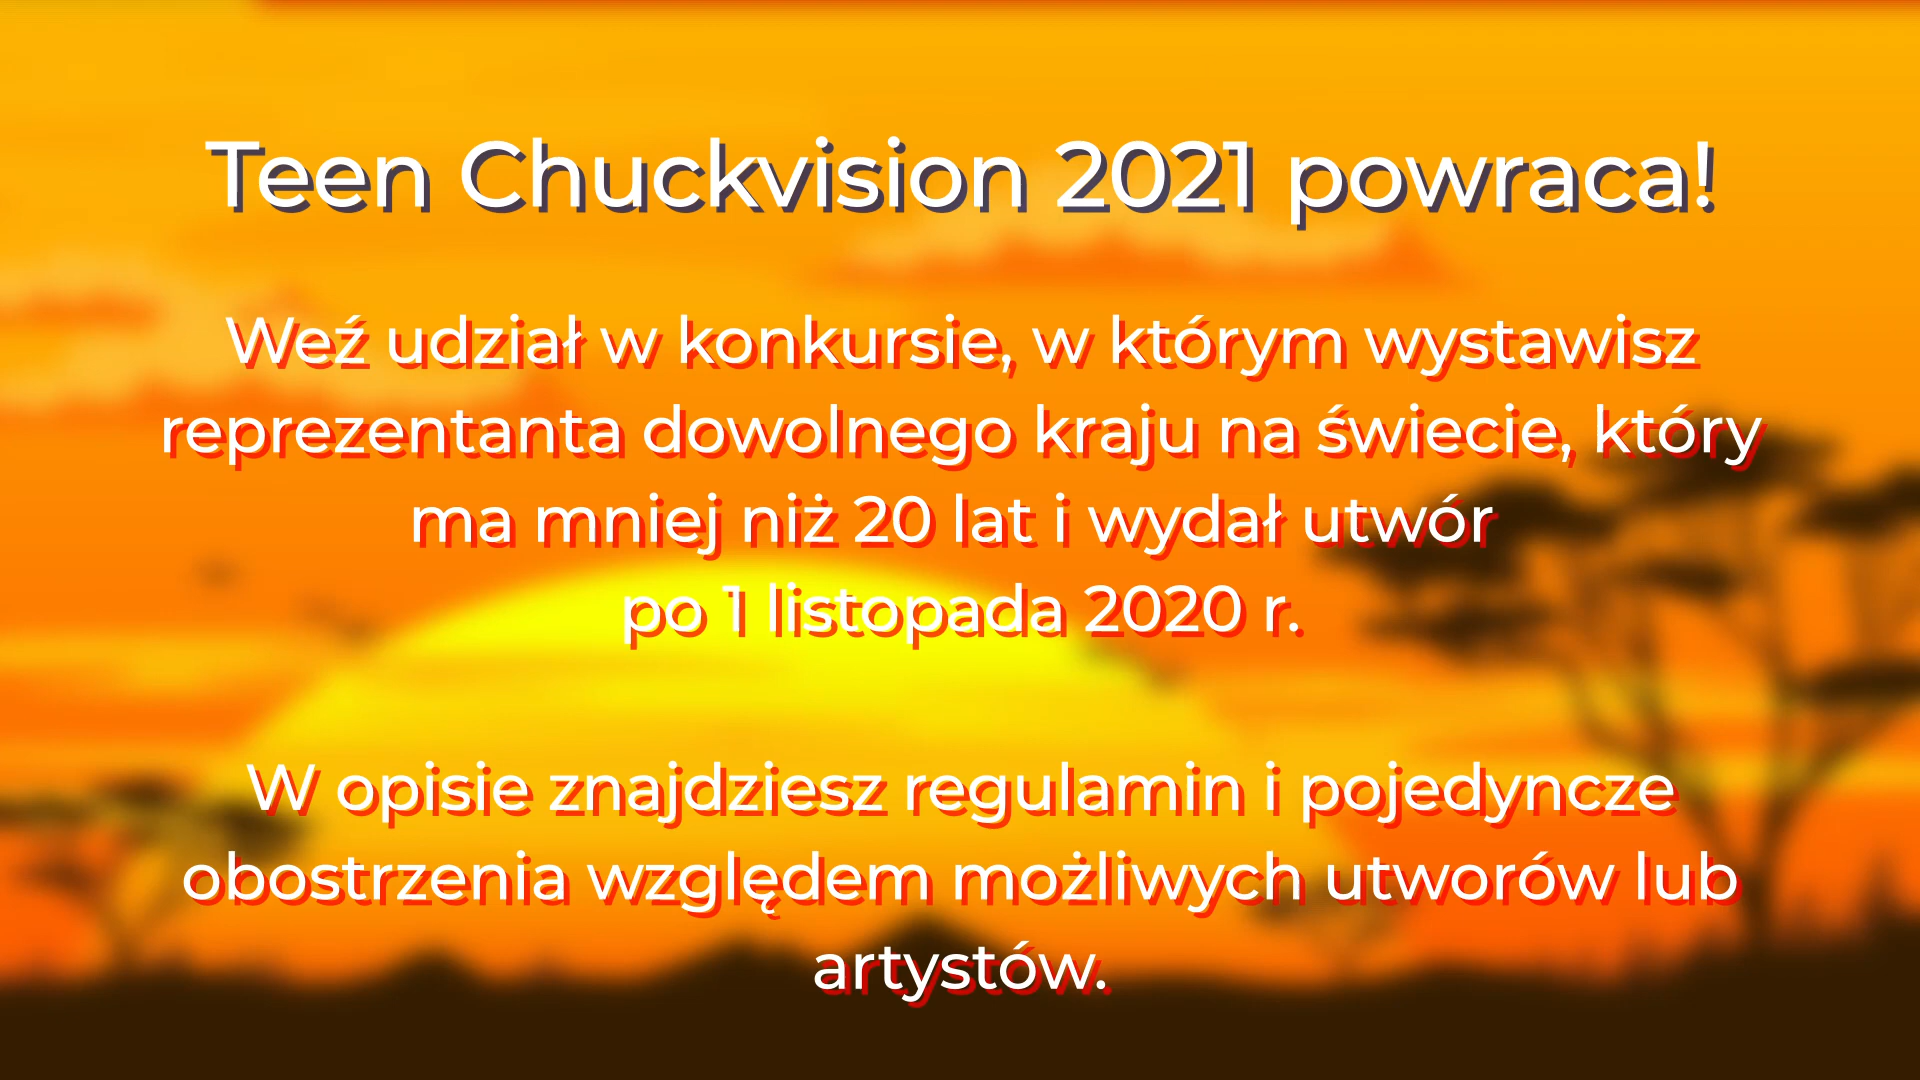 Teen Chuckvision 2021 powraca!
Weź udział w konkursie, w którym wystawisz
reprezentanta dowolnego kraju na świecie, który
ma mniej niż 20 lat i wydał utwór
po 1 listopada 2020 r.
W opisie znajdziesz regulamin i pojedyncze
obostrzenia względem możliwych utworów lub
artystów.